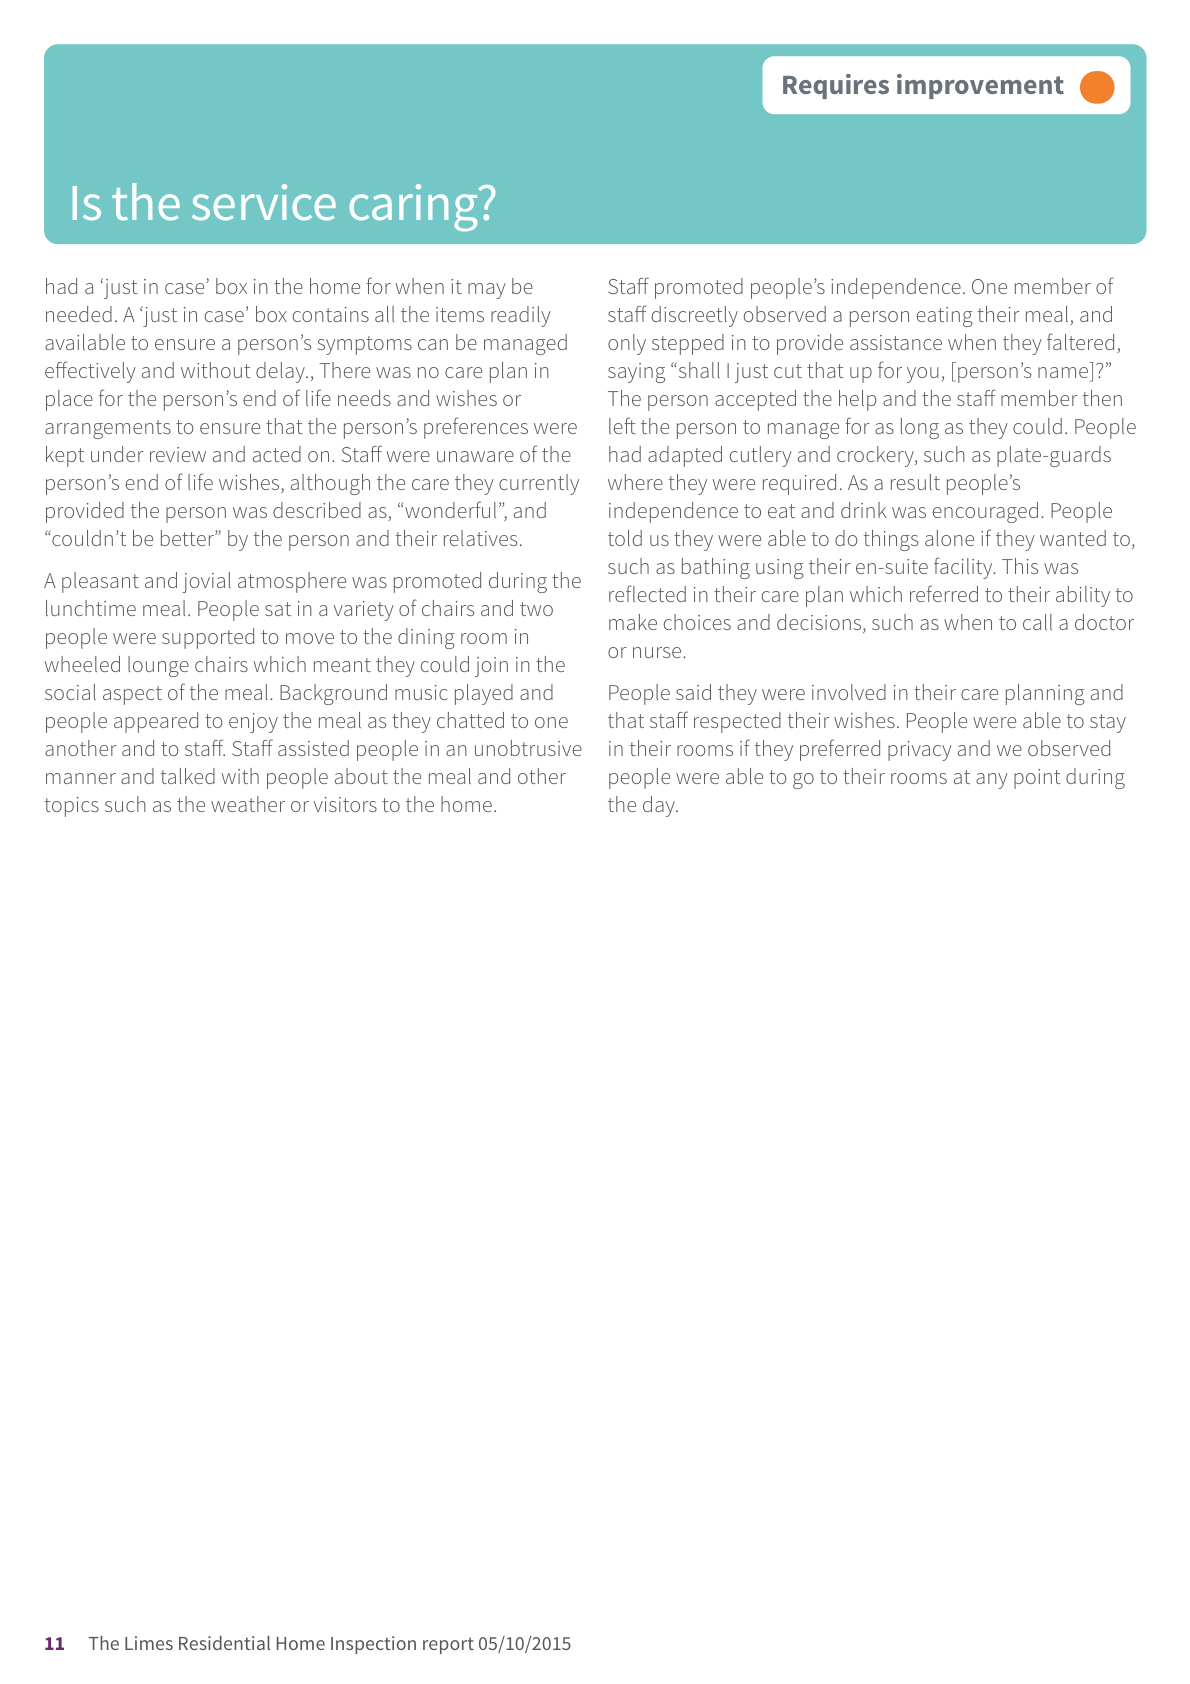 Requires improvement
Is the service caring?
had a ‘just in case’ box in the home for when it may be
needed. A ‘just in case’ box contains all the items readily
available to ensure a person’s symptoms can be managed
effectively and without delay., There was no care plan in
place for the person’s end of life needs and wishes or
arrangements to ensure that the person’s preferences were
kept under review and acted on. Staff were unaware of the
person’s end of life wishes, although the care they currently
provided the person was described as, “wonderful”, and
“couldn’t be better” by the person and their relatives.
A pleasant and jovial atmosphere was promoted during the
lunchtime meal. People sat in a variety of chairs and two
people were supported to move to the dining room in
wheeled lounge chairs which meant they could join in the
social aspect of the meal. Background music played and
people appeared to enjoy the meal as they chatted to one
another and to staff. Staff assisted people in an unobtrusive
manner and talked with people about the meal and other
topics such as the weather or visitors to the home.
Staff promoted people’s independence. One member of
staff discreetly observed a person eating their meal, and
only stepped in to provide assistance when they faltered,
saying “shall I just cut that up for you, [person’s name]?”
The person accepted the help and the staff member then
left the person to manage for as long as they could. People
had adapted cutlery and crockery, such as plate-guards
where they were required. As a result people’s
independence to eat and drink was encouraged. People
told us they were able to do things alone if they wanted to,
such as bathing using their en-suite facility. This was
reflected in their care plan which referred to their ability to
make choices and decisions, such as when to call a doctor
or nurse.
People said they were involved in their care planning and
that staff respected their wishes. People were able to stay
in their rooms if they preferred privacy and we observed
people were able to go to their rooms at any point during
the day.
11 The Limes Residential Home Inspection report 05/10/2015